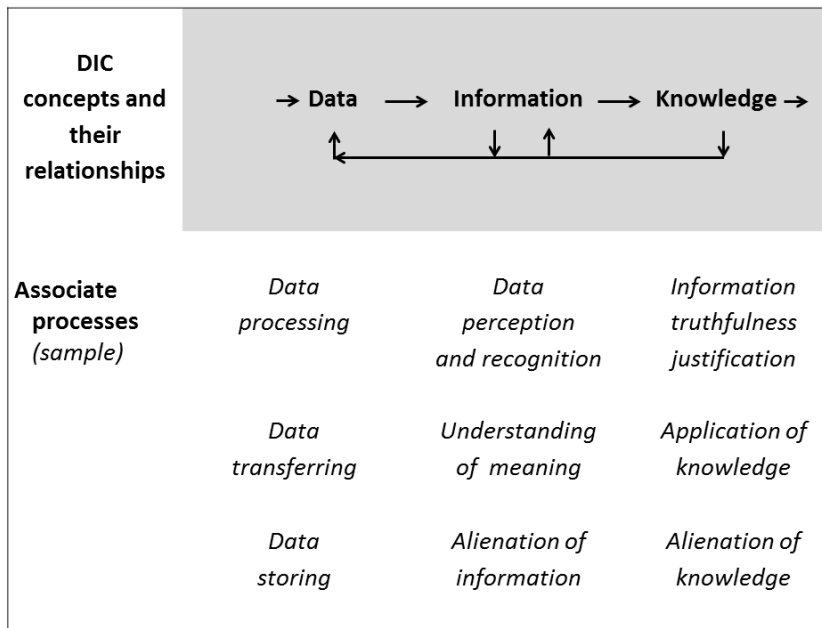 DIC
concepts and
their
relationships
Data
Information
Knowledge
Associate
processes
(sample)
Data
processing
Data
perception
and recognition
Information
truthfulness
justification
Data
transferring
Understanding
of meaning
Application of
knowledge
Data
storing
Alienation of
information
Alienation of
knowledge